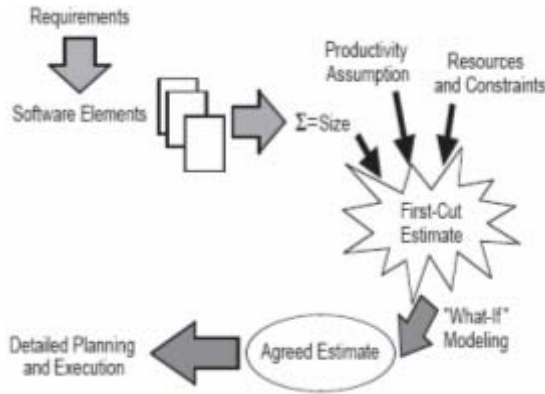 Requirements
Productivity
Assumption
Resources
and Constraints
Software Elements
Σ=Size
First-Cut
Estimate
"What-If"
Modeling
Agreed Estimate
Detailed Planning
and Execution